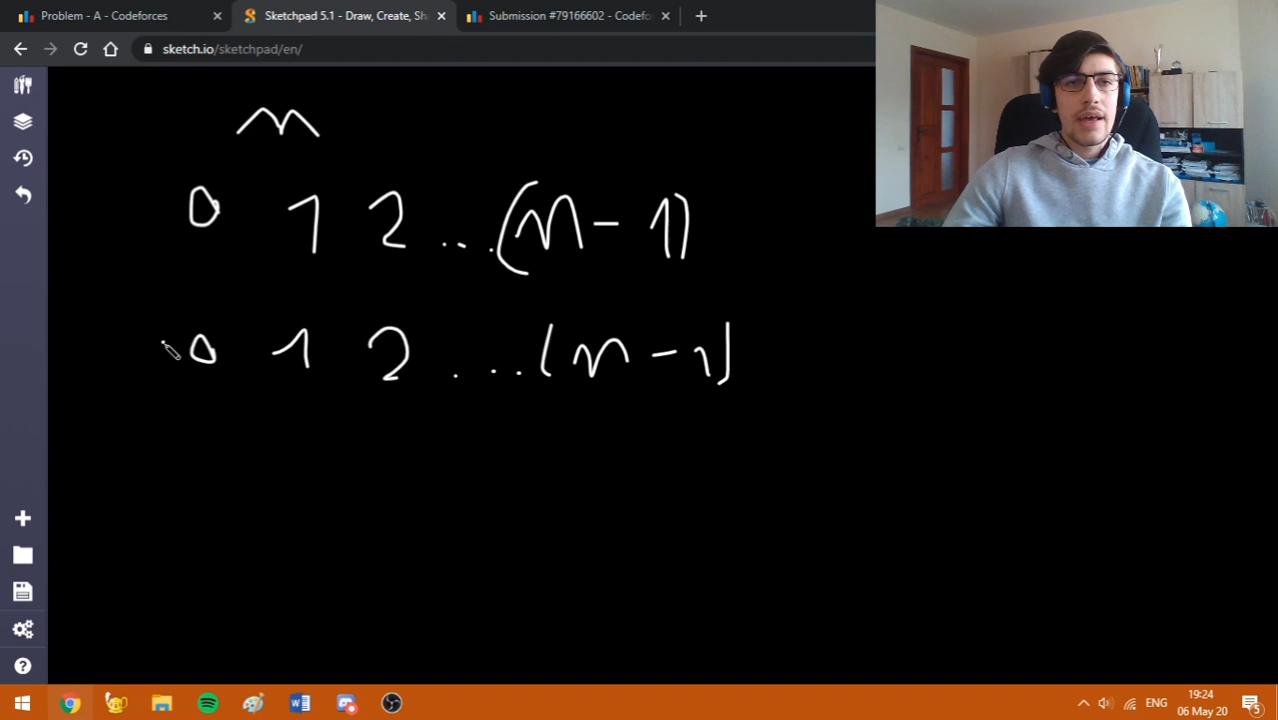 Problem - A - Codeforces
Sketchpad 5.1 - Draw, Create, Sh
Submission #79166602 - Codefo
sketch.io/sketchpad/en/
n
0 1 2 ... (n - 1)
0 1 2 ... (n - 1)
ENG
19:24
06 May 20
5